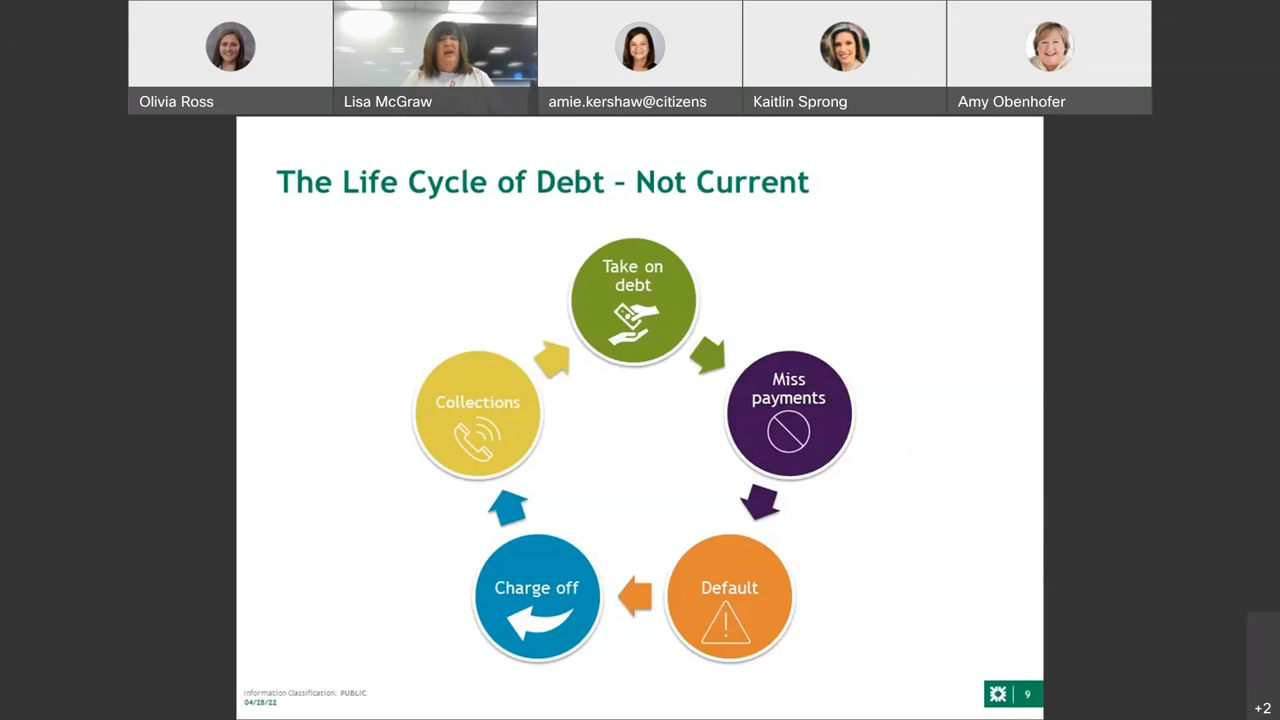 Olivia Ross
Lisa McGraw
amie.kershaw@citizens
Kaitlin Sprong
Amy Obenhofer
The Life Cycle of Debt – Not Current
Take on
debt
Miss
payments
Collections
Charge off
Default
Information Classification: PUBLIC
04/28/22
9
+2